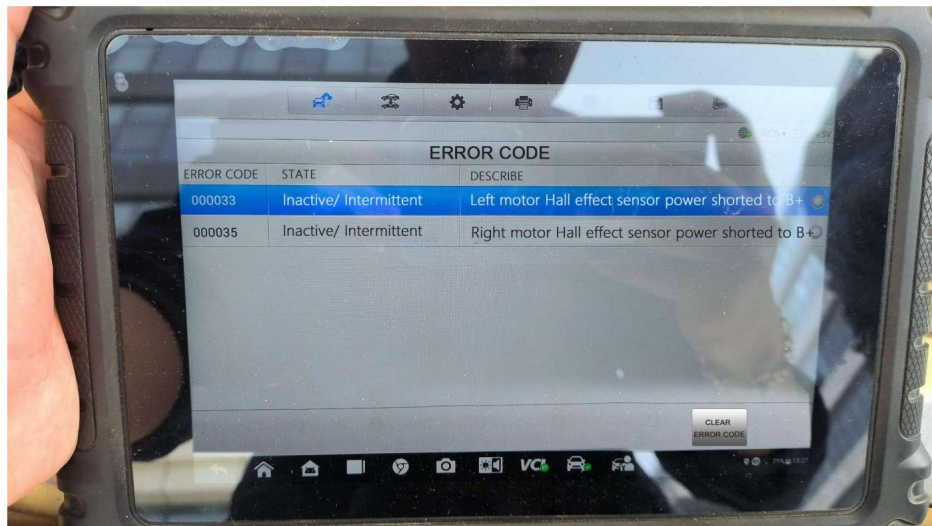 ERROR CODE
ERROR CODE STATE DESCRIBE
000033 Inactive/ Intermittent Left motor Hall effect sensor power shorted to B+
000035 Inactive/ Intermittent Right motor Hall effect sensor power shorted to B+
CLEAR
ERROR CODE
VCI